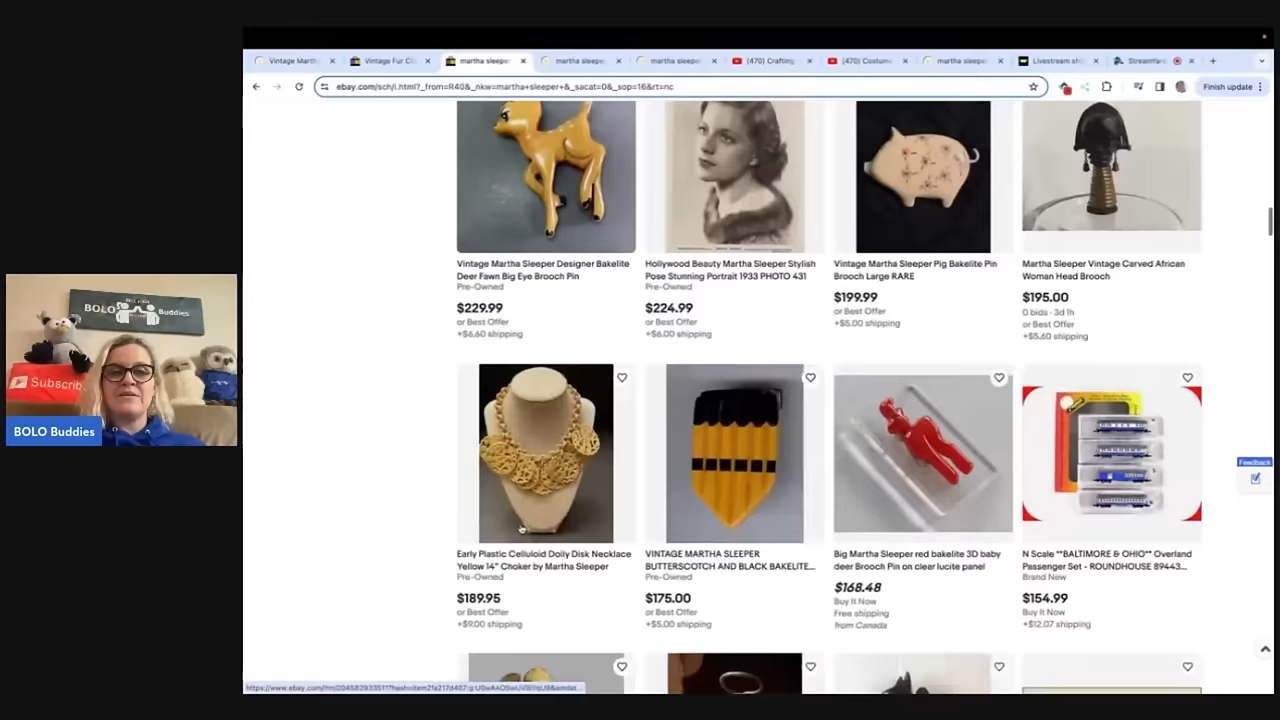 Vintage Marth
Vintage Fur Cl
martha sleepe
martha sleepe
martha sleepe
(470) Crafting
(470) Costum
martha sleepe
Livestream sh
StreamYard
ebay.com/sch/i.html?_from=R40&_nkw=martha+sleeper+&_sacat=0&_sop=16&rt=nc
Finish update
Vintage Martha Sleeper Designer Bakelite
Deer Fawn Big Eye Brooch Pin
Pre-Owned
$229.99
or Best Offer
+$6.60 shipping
Hollywood Beauty Martha Sleeper Stylish
Pose Stunning Portrait 1933 PHOTO 431
Pre-Owned
$224.99
or Best Offer
+$6.00 shipping
Vintage Martha Sleeper Pig Bakelite Pin
Brooch Large RARE
$199.99
or Best Offer
+$5.00 shipping
Martha Sleeper Vintage Carved African
Woman Head Brooch
$195.00
0 bids · 3d 1h
or Best Offer
+$5.60 shipping
BOLO
Buddies
Subscrib
BOLO Buddies
Early Plastic Celluloid Doily Disk Necklace
Yellow 14" Choker by Martha Sleeper
Pre-Owned
$189.95
or Best Offer
+$9.00 shipping
VINTAGE MARTHA SLEEPER
BUTTERSCOTCH AND BLACK BAKELITE...
Pre-Owned
$175.00
or Best Offer
+$5.00 shipping
Big Martha Sleeper red bakelite 3D baby
deer Brooch Pin on clear lucite panel
$168.48
Buy It Now
Free shipping
from Canada
N Scale **BALTIMORE & OHIO** Overland
Passenger Set - ROUNDHOUSE 89443...
Brand New
$154.99
Buy It Now
+$12.07 shipping
Feedback